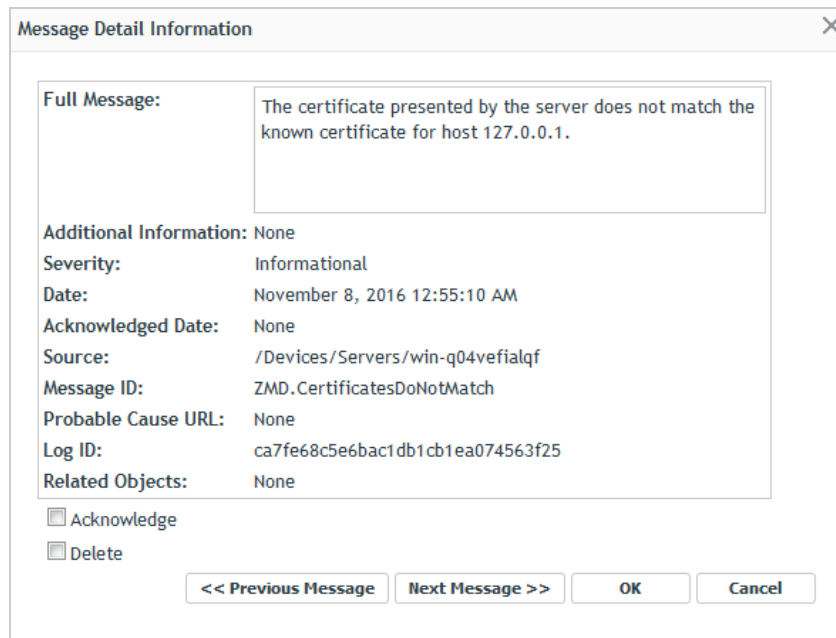 Message Detail Information
Full Message:
The certificate presented by the server does not match the
known certificate for host 127.0.0.1.
Additional Information: None
Severity: Informational
Date: November 8, 2016 12:55:10 AM
Acknowledged Date: None
Source: /Devices/Servers/win-q04vefialqf
Message ID: ZMD.CertificatesDoNotMatch
Probable Cause URL: None
Log ID: ca7fe68c5e6bac1db1cb1ea074563f25
Related Objects: None
Acknowledge
Delete
<< Previous Message Next Message >> OK Cancel